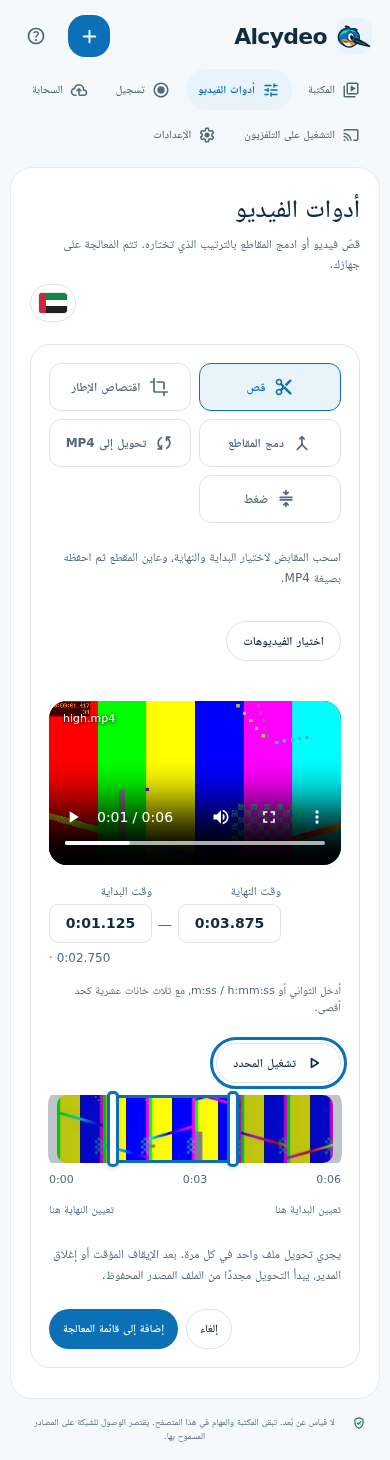 Alcydeo
المكتبة
أدوات الفيديو
تسجيل
السحابة
التشغيل على التلفزيون
الإعدادات
أدوات الفيديو
قصّ فيديو أو ادمج المقاطع بالترتيب الذي تختاره. تتم المعالجة على
جهازك.
قص
اقتصاص الإطار
دمج المقاطع
تحويل إلى MP4
ضغط
اسحب المقابض لاختيار البداية والنهاية، وعاين المقطع ثم احفظه
بصيغة MP4.
اختيار الفيديوهات
high.mp4
0:01 / 0:06
وقت البداية
وقت النهاية
0:01.125 — 0:03.875
· 0:02.750
أدخل الثواني أو m:ss / h:mm:ss، مع ثلاث خانات عشرية كحد
أقصى.
تشغيل المحدد
0:00 0:03 0:06
تعيين البداية هنا
تعيين النهاية هنا
يجري تحويل ملف واحد في كل مرة. بعد الإيقاف المؤقت أو إغلاق
المدير، يبدأ التحويل مجددًا من الملف المصدر المحفوظ.
إلغاء
إضافة إلى قائمة المعالجة
لا قياس عن بُعد. تبقى المكتبة والمهام في هذا المتصفح. يقتصر الوصول للشبكة على المصادر
المسموح بها.